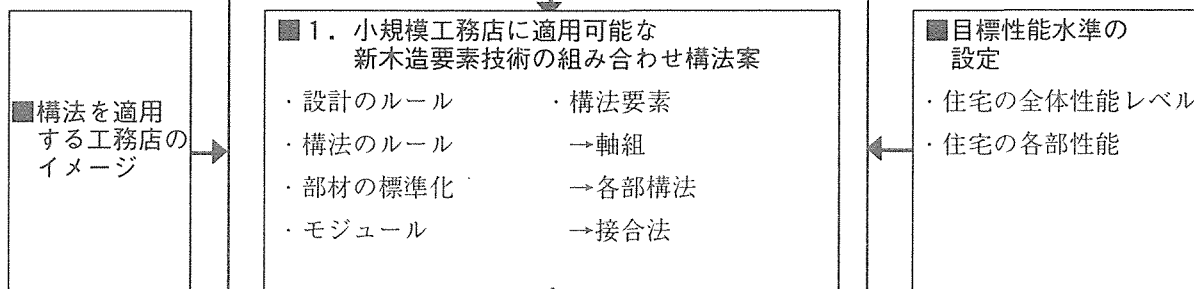 ■構法を適用
する工務店の
イメージ
■１．小規模工務店に適用可能な
新木造要素技術の組み合わせ構法案
・設計のルール　・構法要素
・構法のルール　→軸組
・部材の標準化　→各部構法
・モジュール　→接合法
■目標性能水準の
設定
・住宅の全体性能レベル
・住宅の各部性能